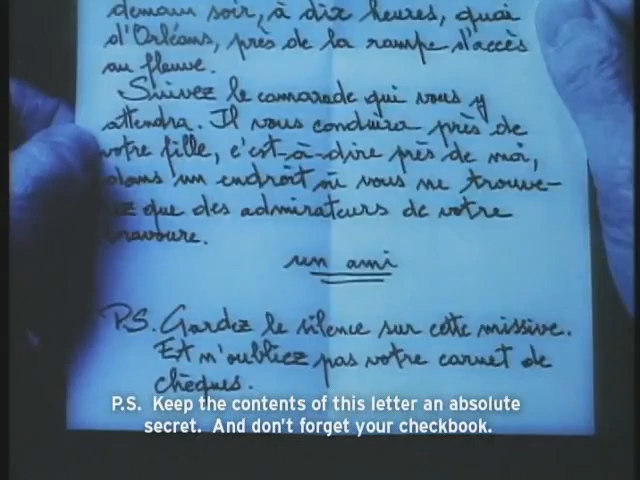 demain soir, à dix heures, quai
d'Orléans, près de la rampe d'accès
au fleuve.
Suivez le camarade qui vous y
attendra. Il vous conduira près de
votre fille, c'est-à-dire près de moi,
dans un endroit où vous ne trouve-
rez que des admirateurs de votre
bravoure.
un ami
P.S. Gardez le silence sur cette missive.
Et n'oubliez pas votre carnet de
chèques.
P.S. Keep the contents of this letter an absolute
secret. And don't forget your checkbook.